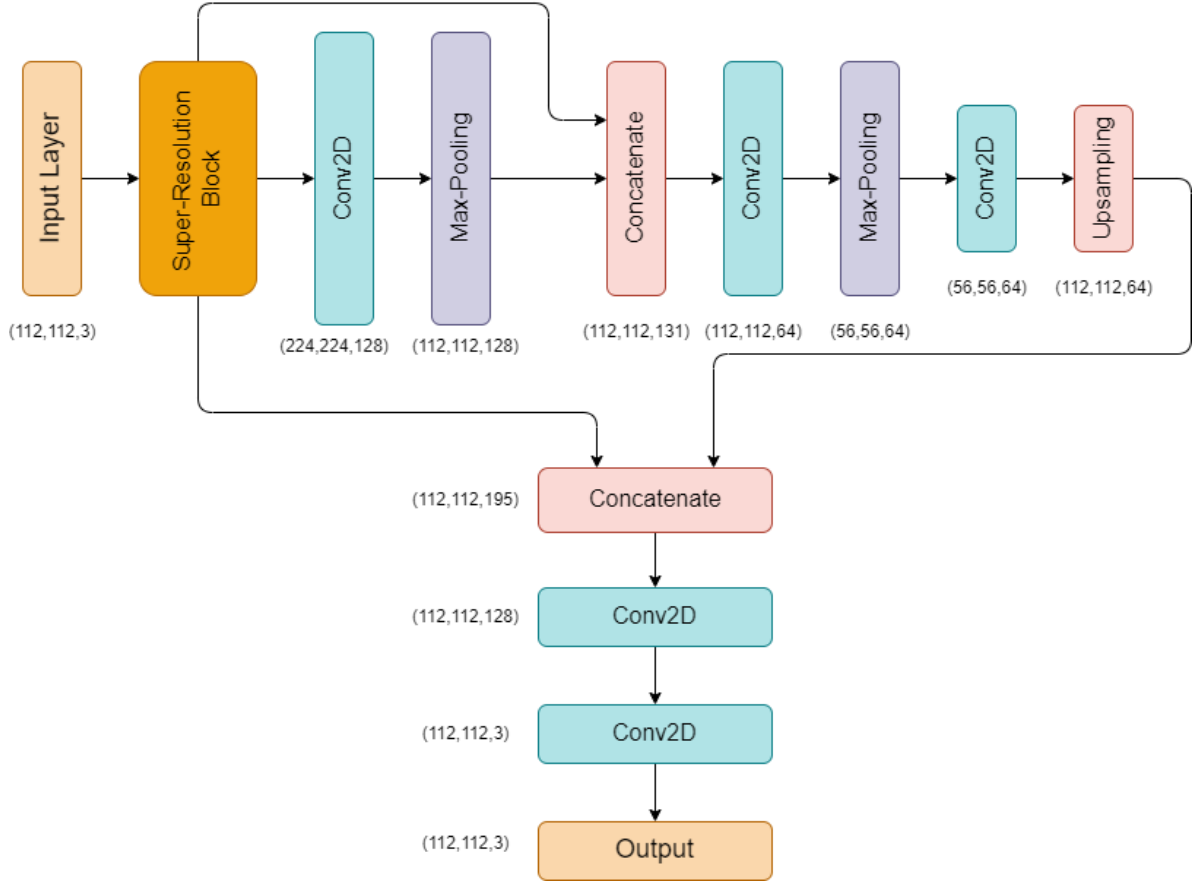 Input Layer
(112,112,3)
Super-Resolution
Block
Conv2D
(224,224,128)
Max-Pooling
(112,112,128)
Concatenate
(112,112,131)
Conv2D
(112,112,64)
Max-Pooling
(56,56,64)
Conv2D
(56,56,64)
Upsampling
(112,112,64)
(112,112,195)
Concatenate
(112,112,128)
Conv2D
(112,112,3)
Conv2D
(112,112,3)
Output